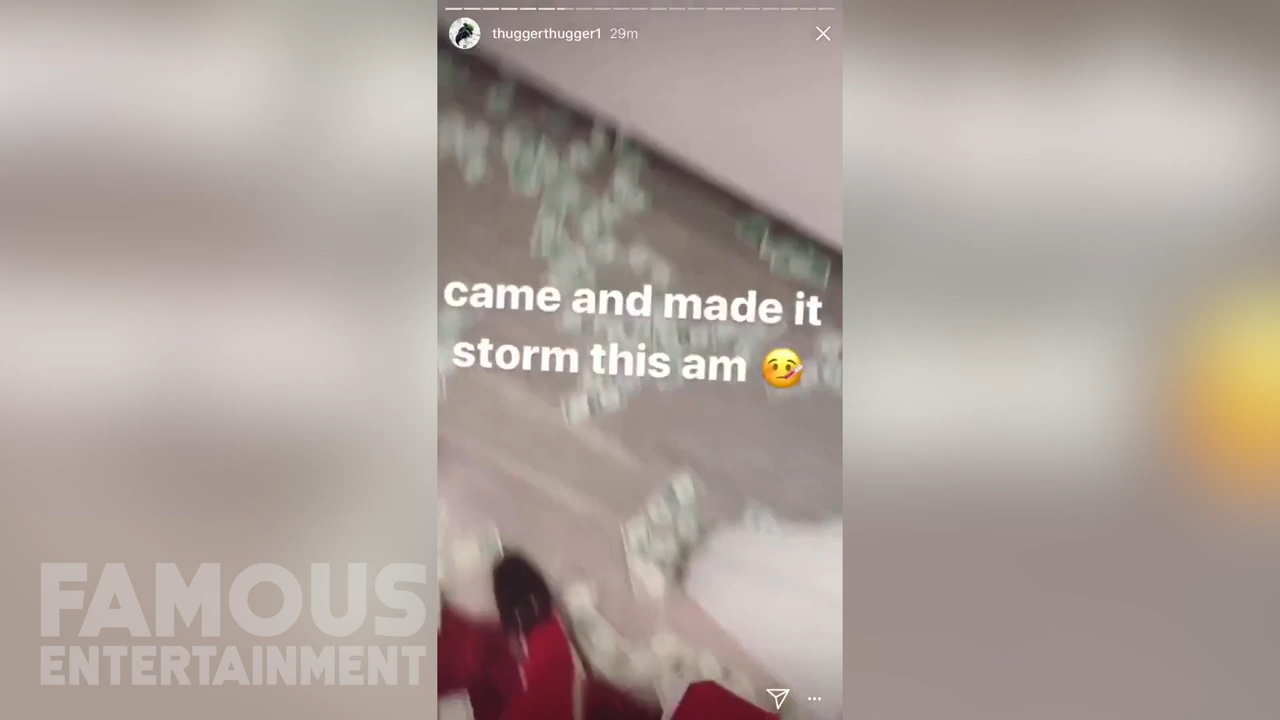 thuggerthugger1 29m
came and made it
storm this am 🤒
FAMOUS
ENTERTAINMENT